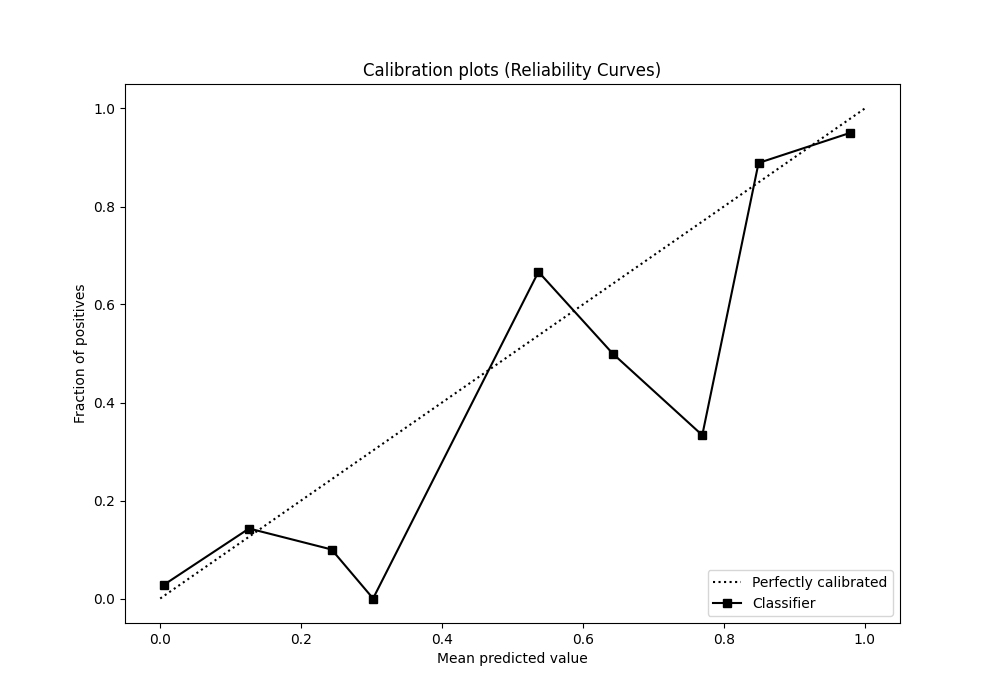 Calibration plots (Reliability Curves)
1.0
0.8
0.6
0.4
0.2
0.0
Fraction of positives
0.0 0.2 0.4 0.6 0.8 1.0
Mean predicted value
Perfectly calibrated
Classifier